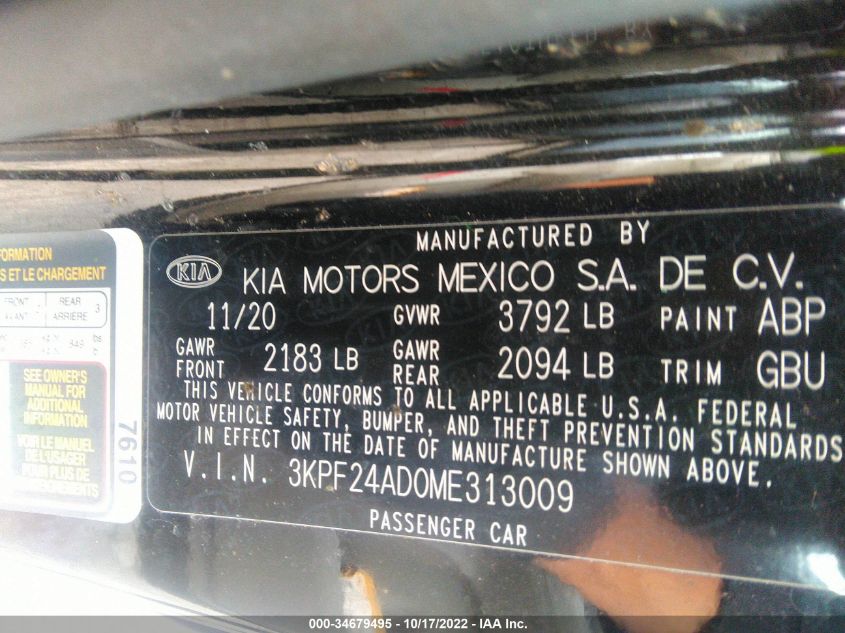 MANUFACTURED BY
KIA KIA MOTORS MEXICO S.A. DE C.V.
11/20 GVWR 3792 LB PAINT ABP
GAWR FRONT 2183 LB GAWR REAR 2094 LB TRIM GBU
THIS VEHICLE CONFORMS TO ALL APPLICABLE U.S.A. FEDERAL
MOTOR VEHICLE SAFETY, BUMPER, AND THEFT PREVENTION STANDARDS
IN EFFECT ON THE DATE OF MANUFACTURE SHOWN ABOVE.
V.I.N. 3KPF24AD0ME313009
PASSENGER CAR
ET LE CHARGEMENT
FRONT REAR 3
AVANT ARRIÈRE
SEE OWNER'S
MANUAL FOR
ADDITIONAL
INFORMATION
VOIR LE MANUEL
DE L'USAGER
POUR PLUS DE
7610
000-34679495 - 10/17/2022 - IAA Inc.